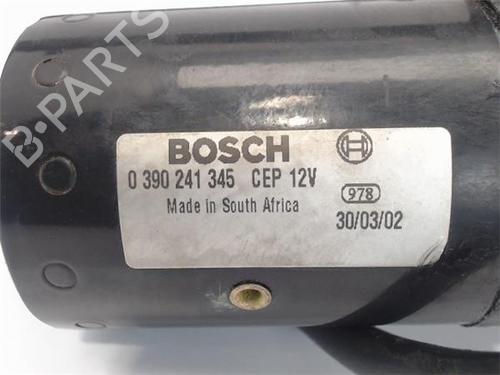 B-PARTS
BOSCH
0 390 241 345 CEP 12V
Made in South Africa
978
30/03/02